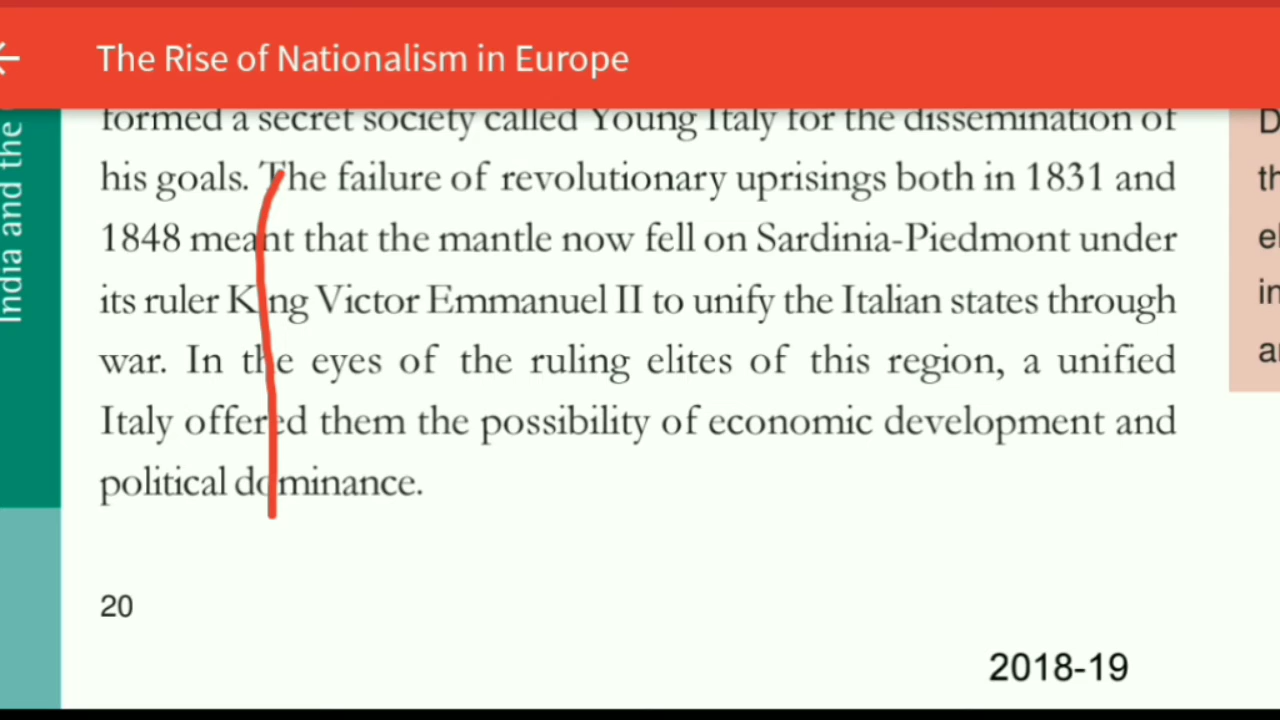 The Rise of Nationalism in Europe
India and the
formed a secret society called Young Italy for the dissemination of
his goals. The failure of revolutionary uprisings both in 1831 and
1848 meant that the mantle now fell on Sardinia-Piedmont under
its ruler King Victor Emmanuel II to unify the Italian states through
war. In the eyes of the ruling elites of this region, a unified
Italy offered them the possibility of economic development and
political dominance.
20
2018-19